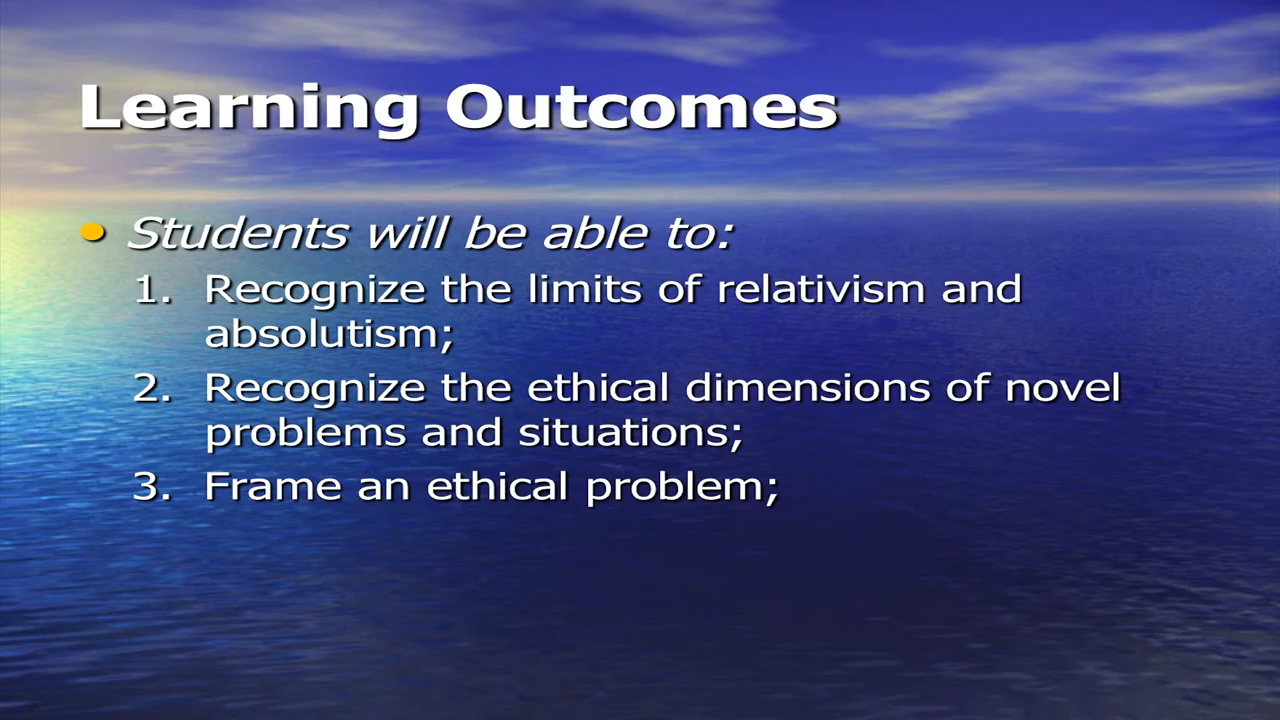 Learning Outcomes
• Students will be able to:
1. Recognize the limits of relativism and
absolutism;
2. Recognize the ethical dimensions of novel
problems and situations;
3. Frame an ethical problem;